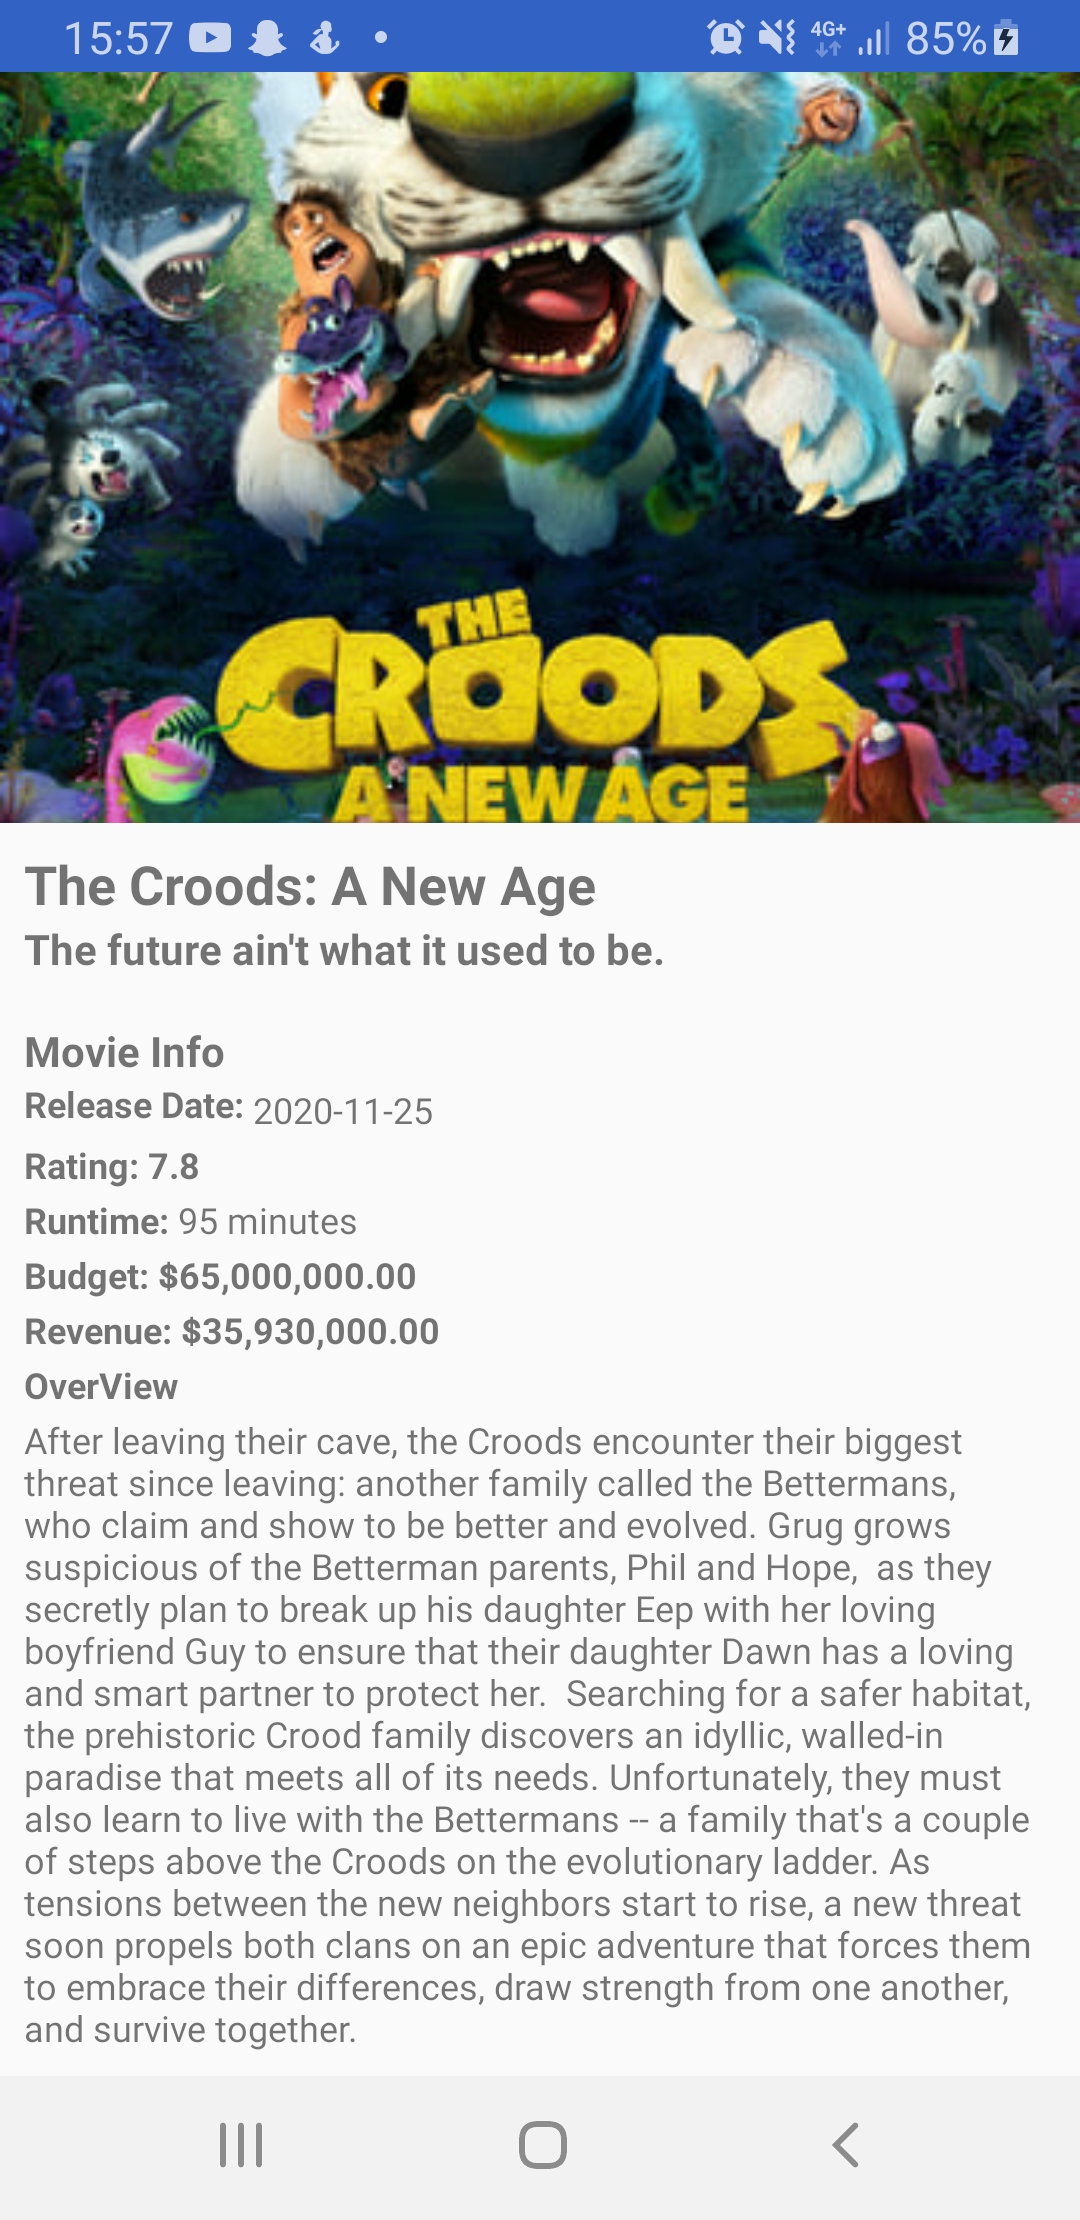 15:57
4G+
85%
THE
CROODS
A NEW AGE
The Croods: A New Age
The future ain't what it used to be.
Movie Info
Release Date: 2020-11-25
Rating: 7.8
Runtime: 95 minutes
Budget: $65,000,000.00
Revenue: $35,930,000.00
OverView
After leaving their cave, the Croods encounter their biggest
threat since leaving: another family called the Bettermans,
who claim and show to be better and evolved. Grug grows
suspicious of the Betterman parents, Phil and Hope,  as they
secretly plan to break up his daughter Eep with her loving
boyfriend Guy to ensure that their daughter Dawn has a loving
and smart partner to protect her.  Searching for a safer habitat,
the prehistoric Crood family discovers an idyllic, walled-in
paradise that meets all of its needs. Unfortunately, they must
also learn to live with the Bettermans -- a family that's a couple
of steps above the Croods on the evolutionary ladder. As
tensions between the new neighbors start to rise, a new threat
soon propels both clans on an epic adventure that forces them
to embrace their differences, draw strength from one another,
and survive together.